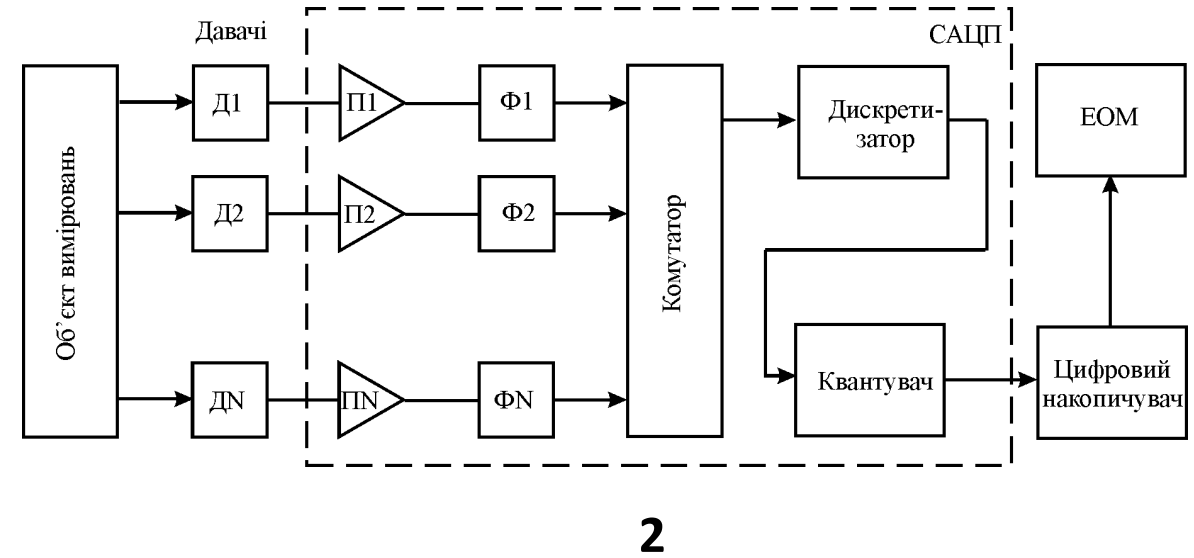 Давачі
САЦП
Об’єкт вимірювань
Д1
П1
Ф1
Комутатор
Дискрети-
затор
ЕОМ
Д2
П2
Ф2
ДN
ПN
ФN
Квантувач
Цифровий
накопичувач
2